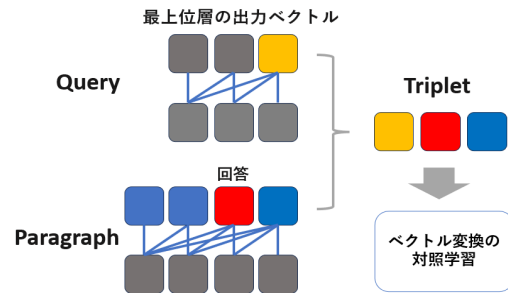 最上位層の出力ベクトル
Query
Triplet
回答
Paragraph
ベクトル変換の
対照学習